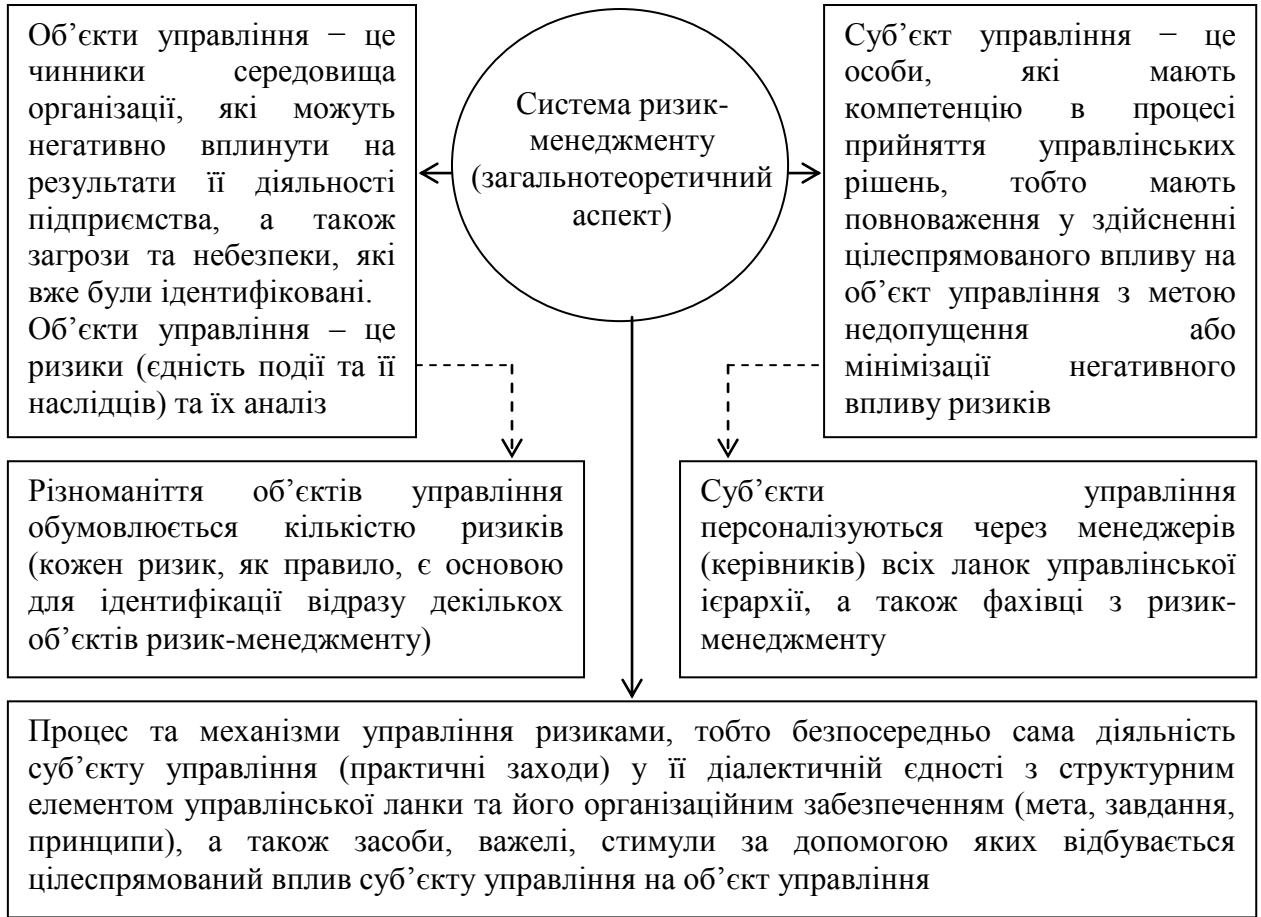 Об’єкти управління − це
чинники середовища
організації, які можуть
негативно вплинути на
результати її діяльності
підприємства, а також
загрози та небезпеки, які
вже були ідентифіковані.
Об’єкти управління – це
ризики (єдність події та її
наслідців) та їх аналіз
Система ризик-
менеджменту
(загальнотеоретичний
аспект)
Суб’єкт управління − це
особи, які мають
компетенцію в процесі
прийняття управлінських
рішень, тобто мають
повноваження у здійсненні
цілеспрямованого впливу на
об’єкт управління з метою
недопущення або
мінімізації негативного
впливу ризиків
Різноманіття об’єктів управління
обумовлюється кількістю ризиків
(кожен ризик, як правило, є основою
для ідентифікації відразу декількох
об’єктів ризик-менеджменту)
Суб’єкти управління
персоналізуються через менеджерів
(керівників) всіх ланок управлінської
ієрархії, а також фахівці з ризик-
менеджменту
Процес та механізми управління ризиками, тобто безпосередньо сама діяльність
суб’єкту управління (практичні заходи) у її діалектичній єдності з структурним
елементом управлінської ланки та його організаційним забезпеченням (мета, завдання,
принципи), а також засоби, важелі, стимули за допомогою яких відбувається
цілеспрямований вплив суб’єкту управління на об’єкт управління